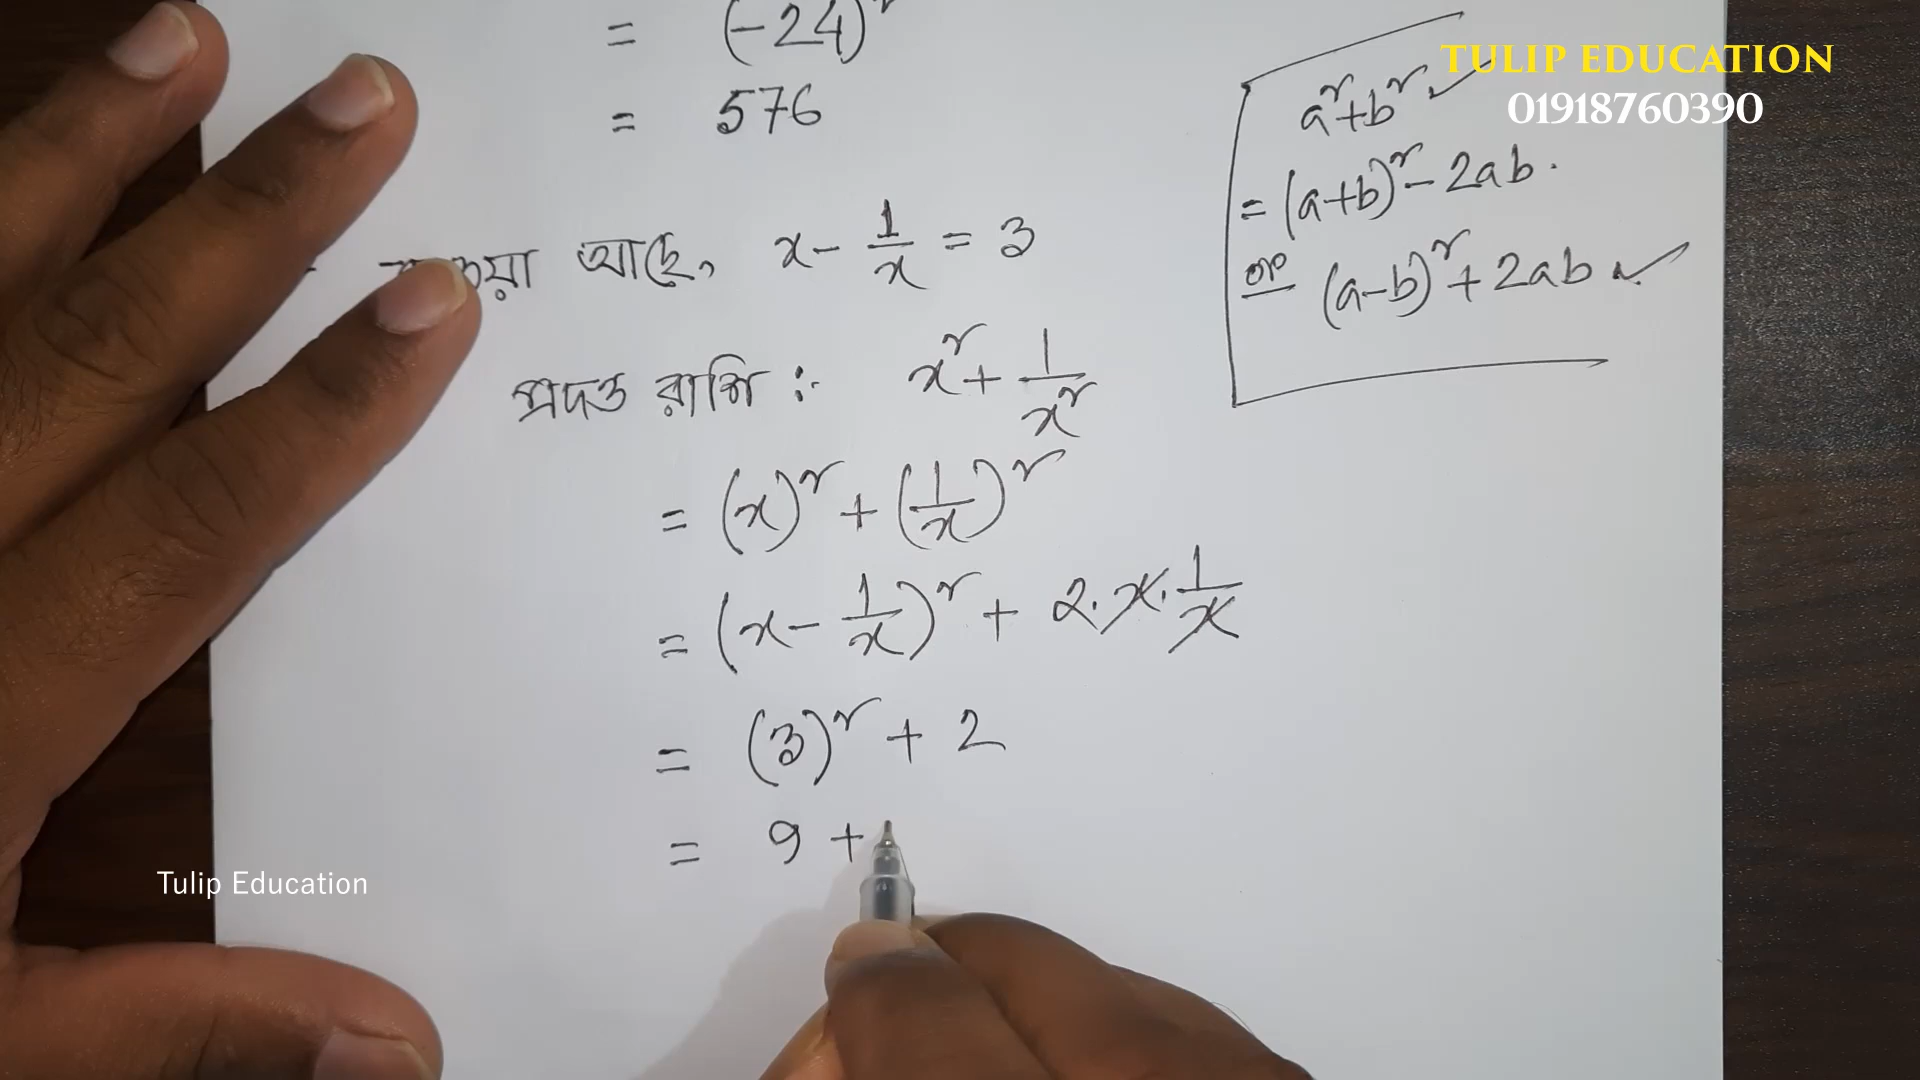 = (-24)²
= 576
আছে, x - 1/x = 3
প্রদত্ত রাশি :- x² + 1/x²
= (x)² + (1/x)²
= (x - 1/x)² + 2·x·1/x
= (3)² + 2
= 9 +
TULIP EDUCATION
01918760390
a² + b² ✓
= (a+b)² - 2ab.
or (a-b)² + 2ab ✓
Tulip Education